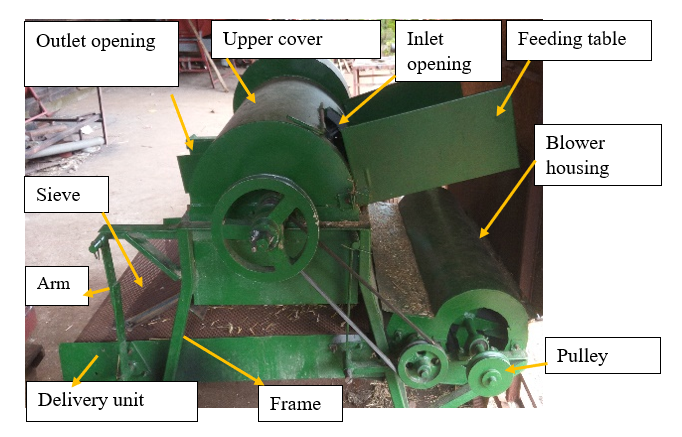 Outlet opening
Upper cover
Inlet
opening
Feeding table
Blower
housing
Sieve
Arm
Pulley
Delivery unit
Frame